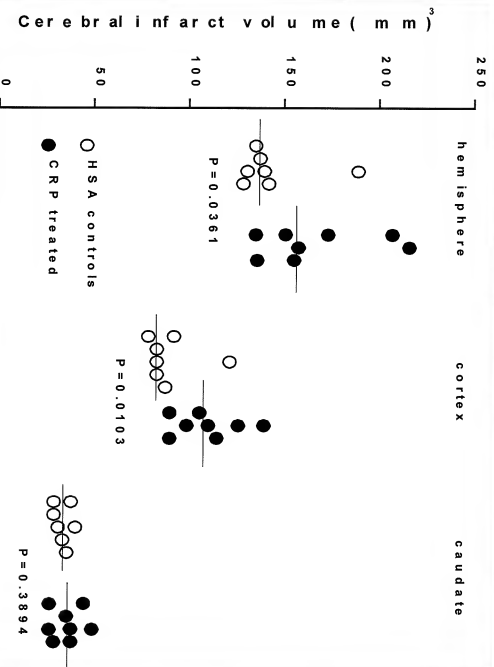 Cerebral infarct volume (mm)³
250
200
150
100
50
0
hemisphere
cortex
caudate
HSA controls
CRP treated
P=0.0361
P=0.0103
P=0.3894